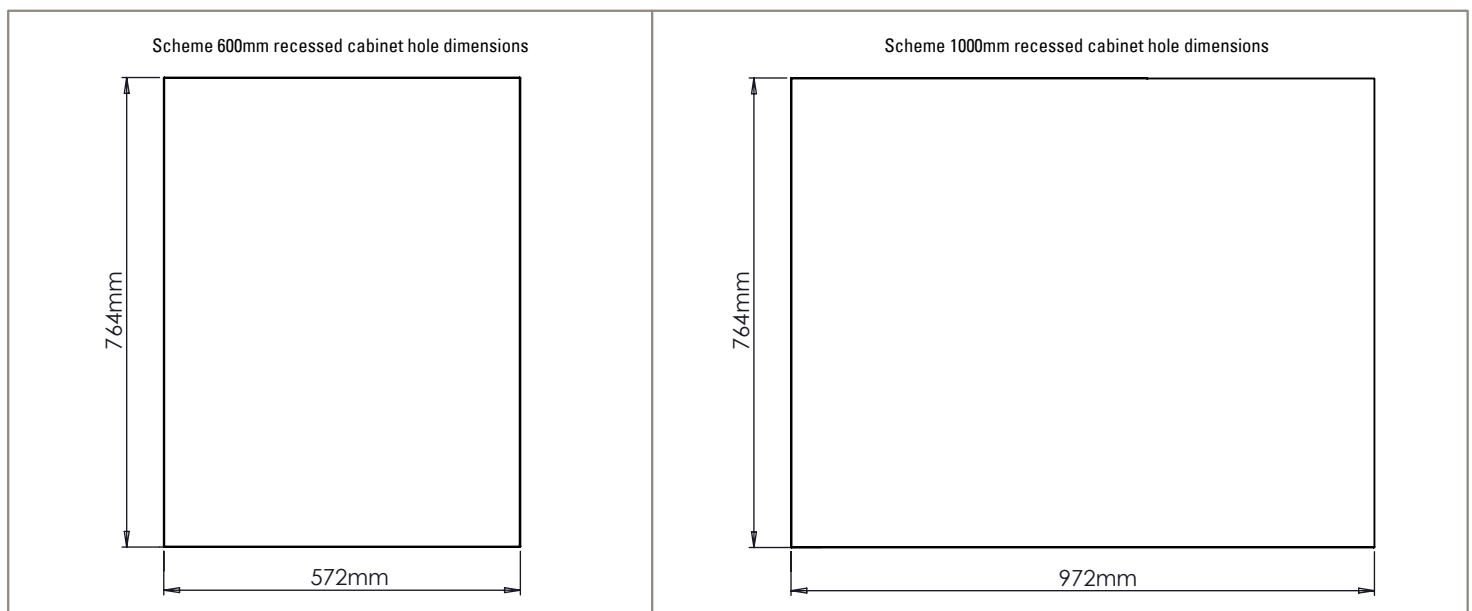 Scheme 600mm recessed cabinet hole dimensions
764mm
572mm
Scheme 1000mm recessed cabinet hole dimensions
764mm
972mm